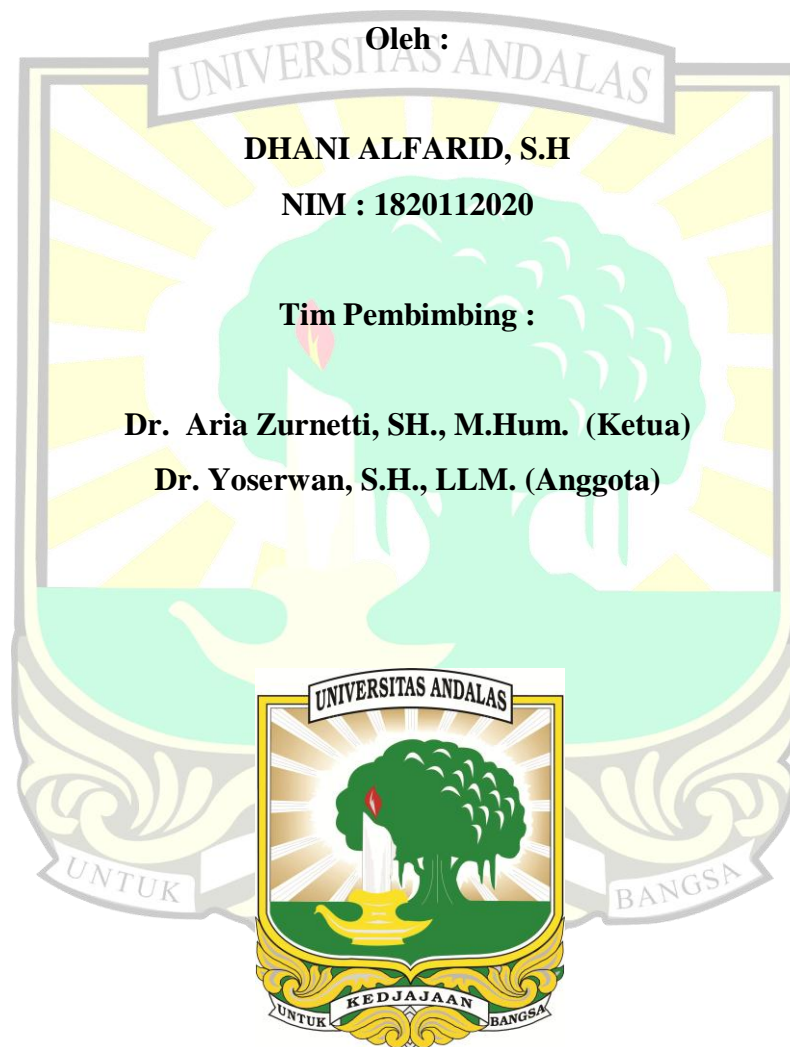 Oleh :
UNIVERSITAS ANDALAS
DHANI ALFARID, S.H
NIM : 1820112020
Tim Pembimbing :
Dr. Aria Zurnetti, SH., M.Hum. (Ketua)
Dr. Yoserwan, S.H., LLM. (Anggota)
UNIVERSITAS ANDALAS
UNTUK BANGSA
UNTUK KEDJAJAAN BANGSA